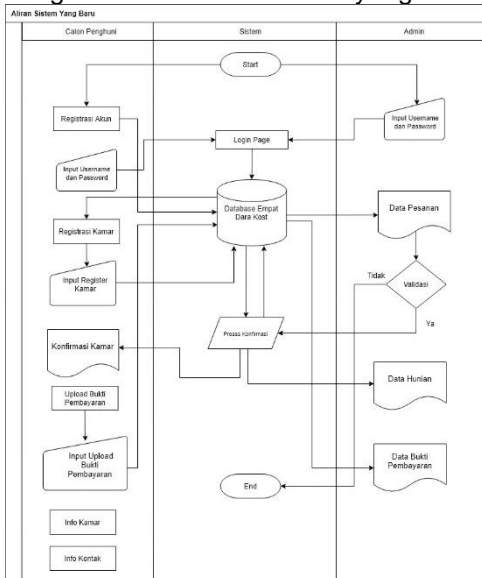 Aliran Sistem Yang Baru
Calon Penghuni
Sistem
Admin
Start
Registrasi Akun
Input Username
dan Password
Login Page
Input Username
dan Password
Database Empat
Dara Kost
Data Pesanan
Registrasi Kamar
Tidak
Validasi
Input Register
Kamar
Ya
Proses Konfirmasi
Konfirmasi Kamar
Data Hunian
Upload Bukti
Pembayaran
Input Upload
Bukti
Pembayaran
Data Bukti
Pembayaran
End
Info Kamar
Info Kontak